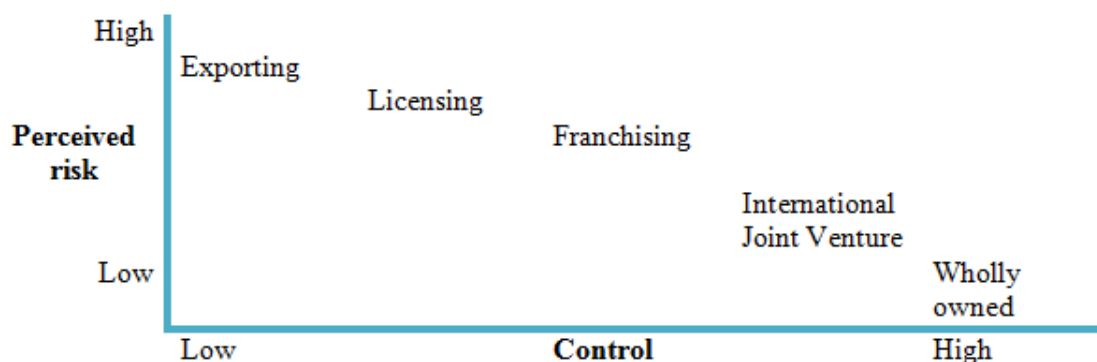 High
Exporting
Licensing
Perceived
risk
Franchising
International
Joint Venture
Low
Wholly
owned
Low
Control
High